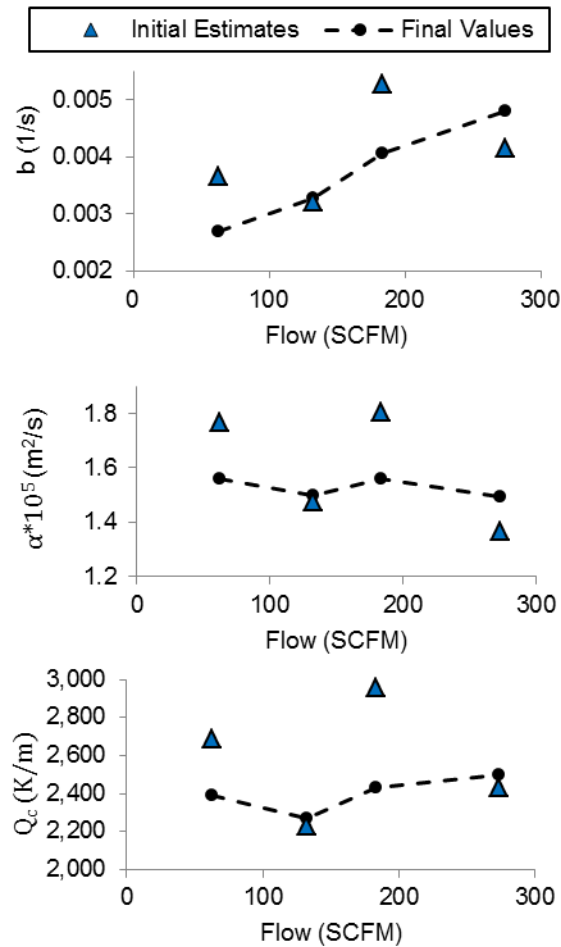 Initial Estimates Final Values
0.005
0.004
0.003
0.002
b (1/s)
0 100 200 300
Flow (SCFM)
1.8
1.6
1.4
1.2
α*10⁵ (m²/s)
0 100 200 300
Flow (SCFM)
3,000
2,800
2,600
2,400
2,200
2,000
Q꜀ (K/m)
0 100 200 300
Flow (SCFM)